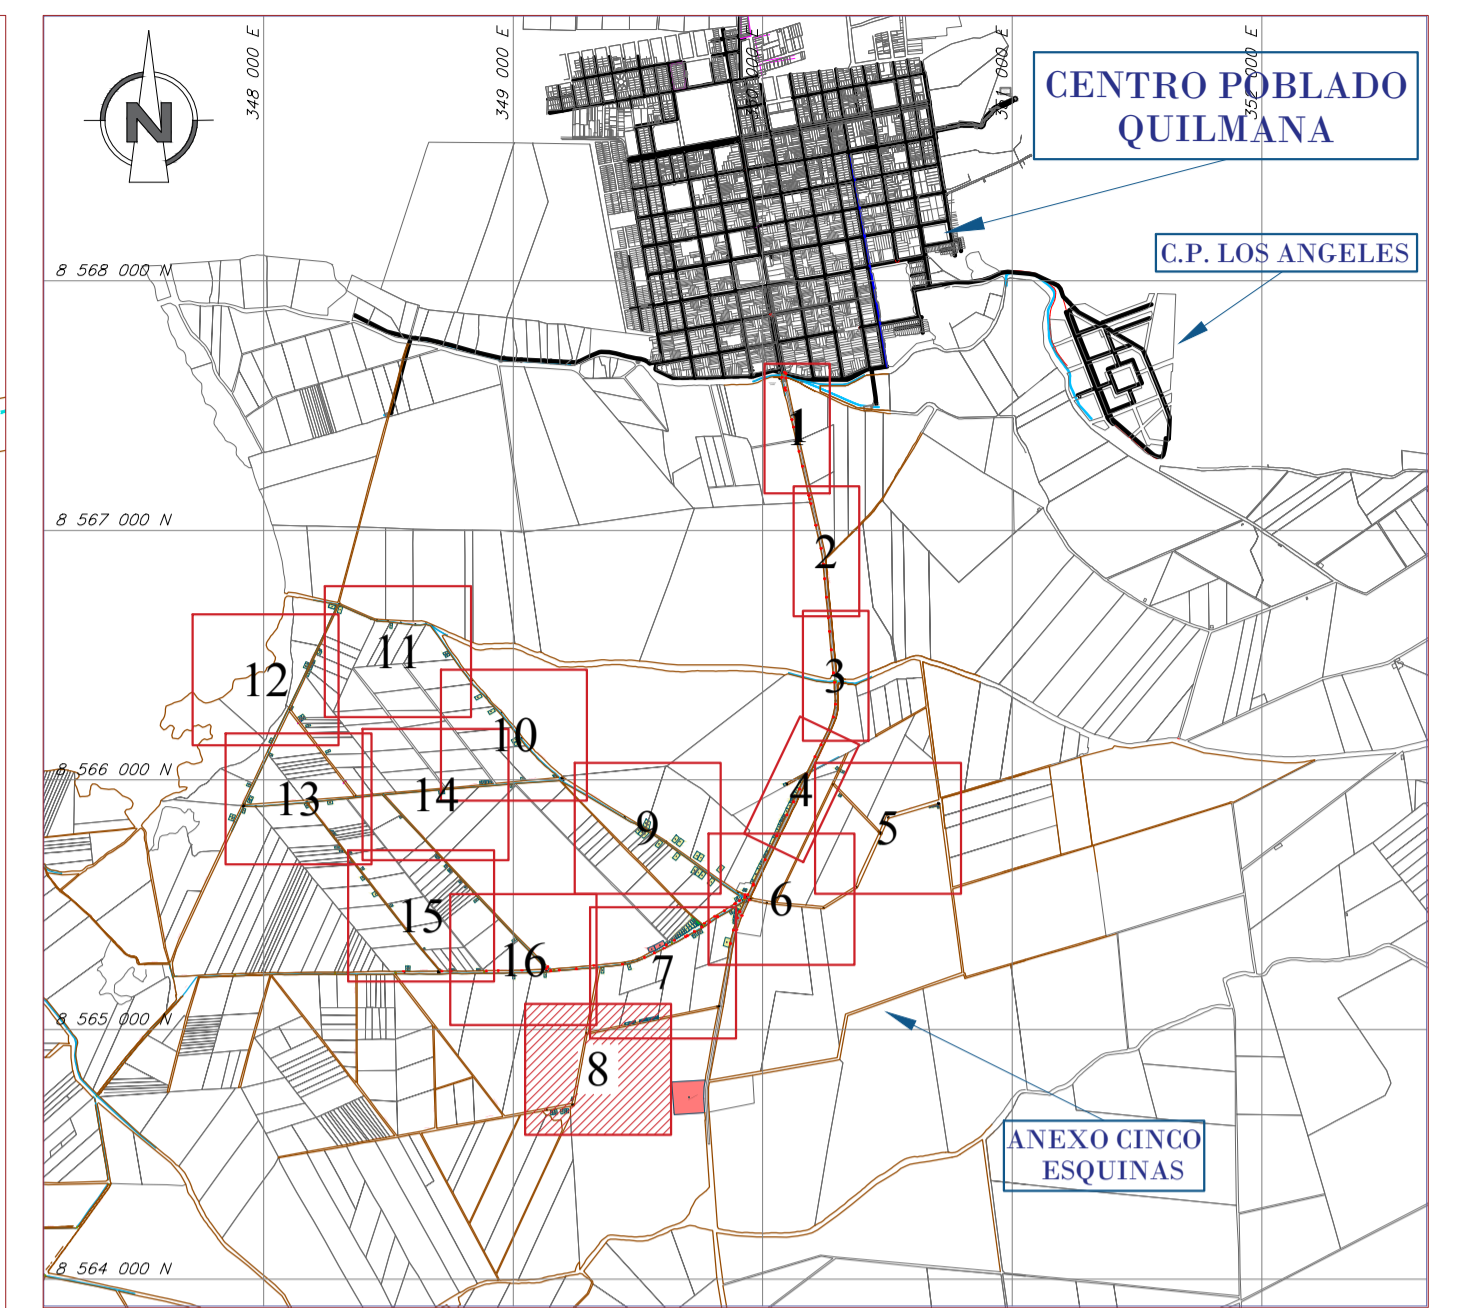 348 000 E
349 000 E
350 000 E
351 000 E
352 000 E
N
CENTRO POBLADO
QUILMANA
C.P. LOS ANGELES
8 568 000 N
8 567 000 N
8 566 000 N
8 565 000 N
8 564 000 N
1
2
3
4
5
6
7
8
9
10
11
12
13
14
15
16
ANEXO CINCO
ESQUINAS